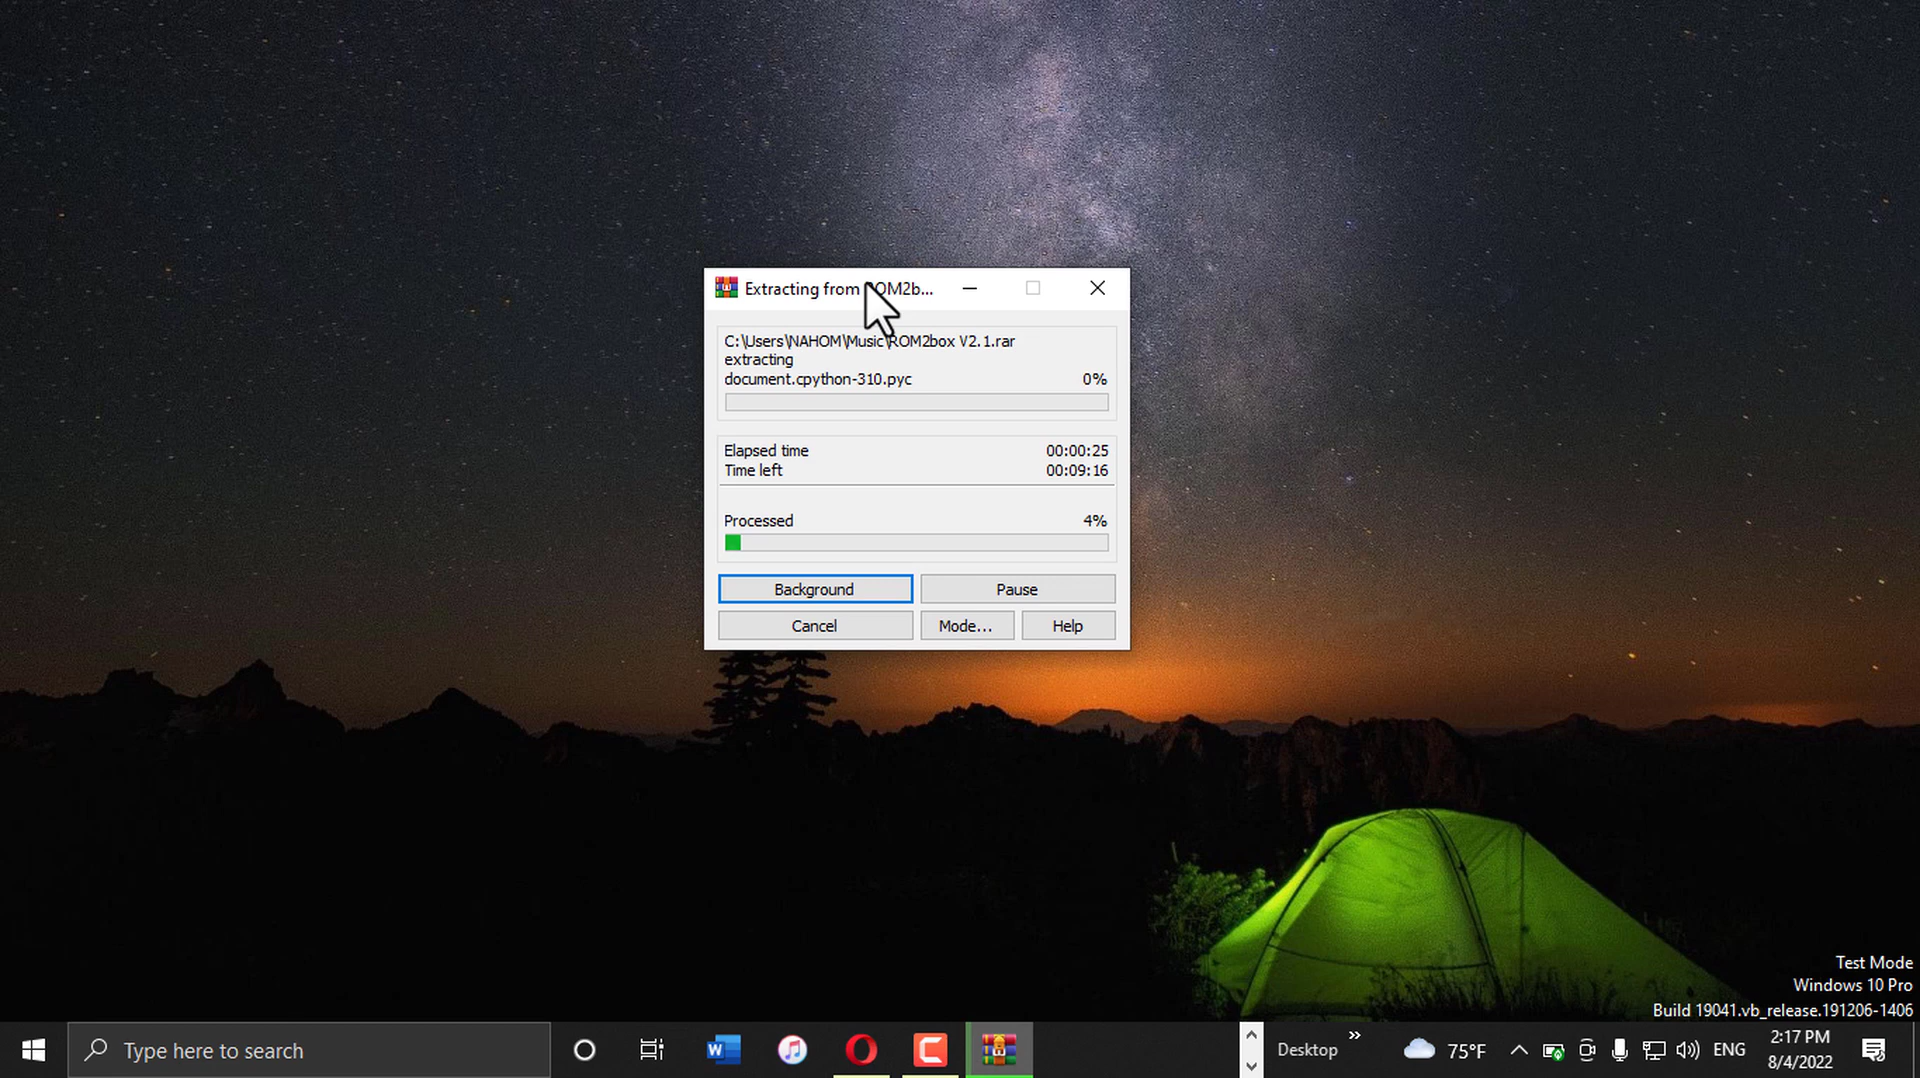 Extracting from ROM2b...
C:\Users\NAHOM\Music\ROM2box V2.1.rar
extracting
document.cpython-310.pyc 0%
Elapsed time 00:00:25
Time left 00:09:16
Processed 4%
Background Pause
Cancel Mode... Help
Test Mode
Windows 10 Pro
Build 19041.vb_release.191206-1406
Type here to search Desktop » 75°F ENG 2:17 PM
8/4/2022